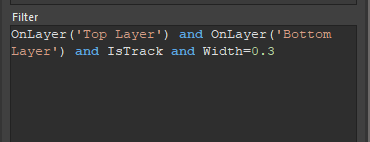 Filter
OnLayer('Top Layer') and OnLayer('Bottom
Layer') and IsTrack and Width=0.3